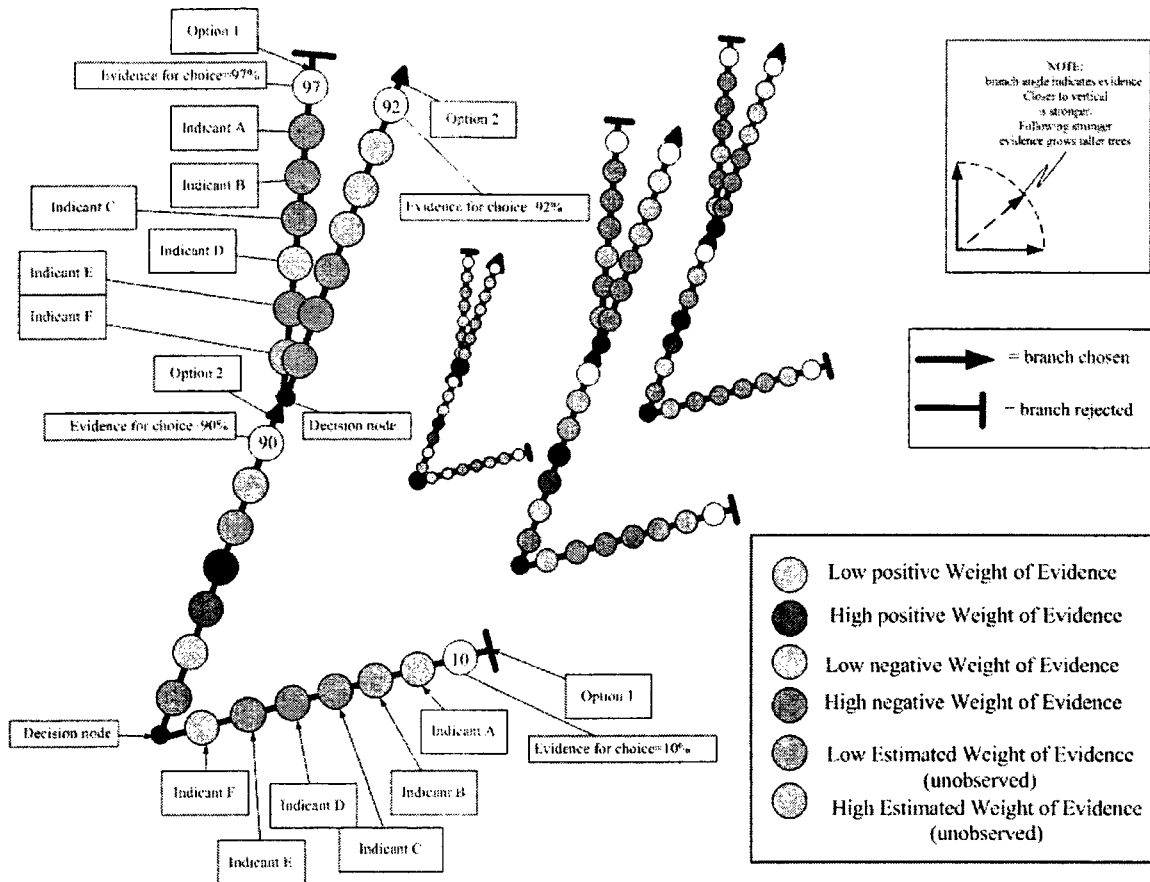 Option 1
Evidence for choice=97%
97
92
Option 2
Indicant A
Indicant B
Evidence for choice=92%
Indicant C
Indicant D
Indicant E
Indicant F
Option 2
Evidence for choice=90%
90
Decision node
10
Option 1
Indicant A
Evidence for choice=10%
Decision node
Indicant F
Indicant D
Indicant B
Indicant E
Indicant C
NOTE:
branch angle indicates evidence
Closer to vertical
is stronger.
Following stronger
evidence grows taller trees
= branch chosen
= branch rejected
Low positive Weight of Evidence
High positive Weight of Evidence
Low negative Weight of Evidence
High negative Weight of Evidence
Low Estimated Weight of Evidence
(unobserved)
High Estimated Weight of Evidence
(unobserved)